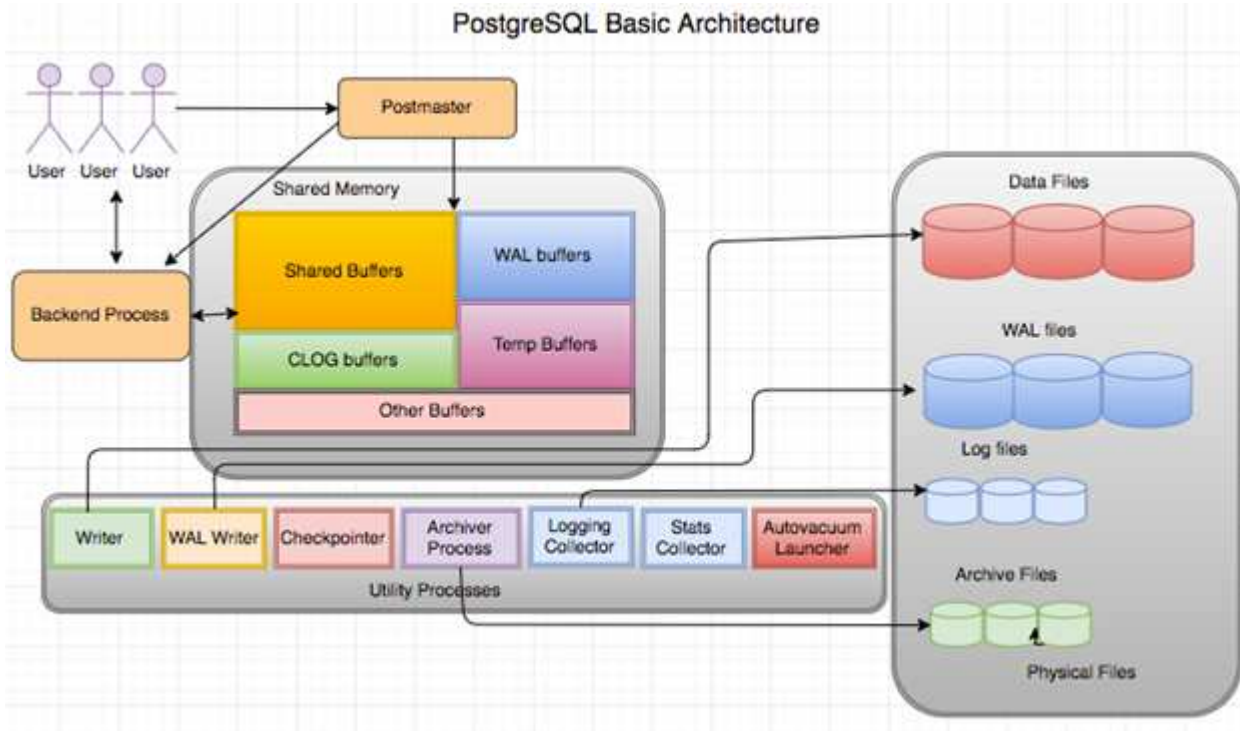 PostgreSQL Basic Architecture
Postmaster
User
User
User
Shared Memory
Data Files
Shared Buffers
WAL buffers
Backend Process
WAL files
Temp Buffers
CLOG buffers
Other Buffers
Log files
Writer
WAL Writer
Checkpointer
Archiver
Process
Logging
Collector
Stats
Collector
Autovacuum
Launcher
Utility Processes
Archive Files
Physical Files